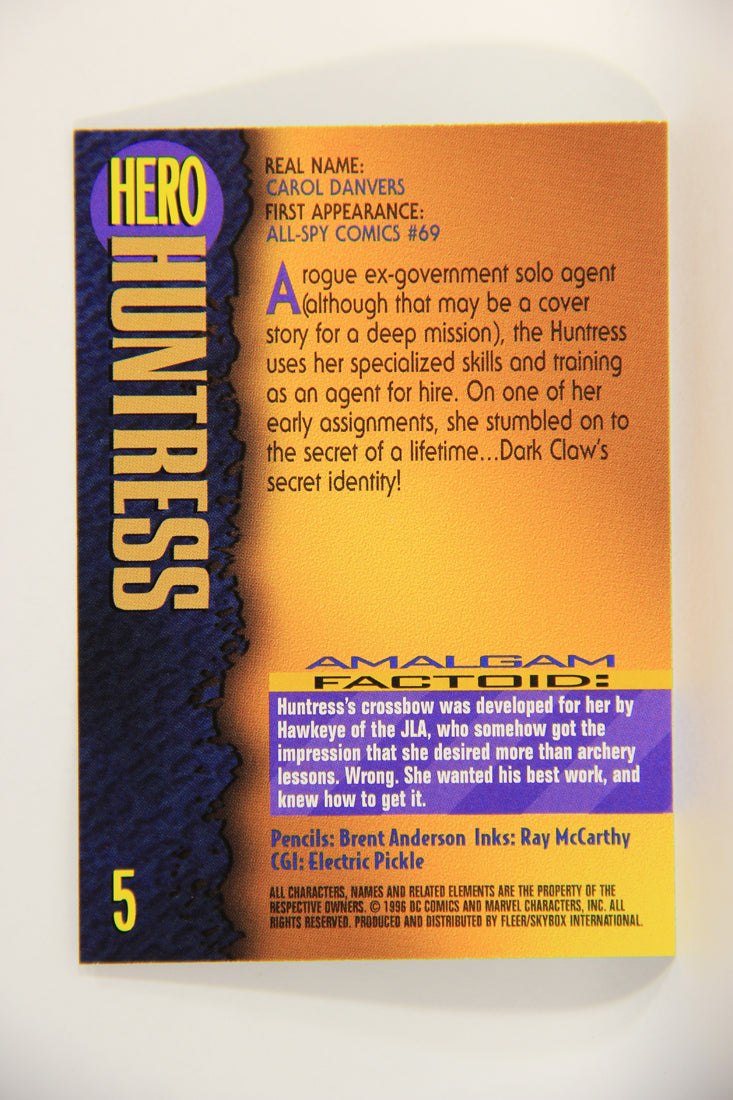 HERO
HUNTRESS
REAL NAME:
CAROL DANVERS
FIRST APPEARANCE:
ALL-SPY COMICS #69
A rogue ex-government solo agent
(although that may be a cover
story for a deep mission), the Huntress
uses her specialized skills and training
as an agent for hire. On one of her
early assignments, she stumbled on to
the secret of a lifetime...Dark Claw's
secret identity!
AMALGAM
FACTOID:
Huntress's crossbow was developed for her by
Hawkeye of the JLA, who somehow got the
impression that she desired more than archery
lessons. Wrong. She wanted his best work, and
knew how to get it.
Pencils: Brent Anderson Inks: Ray McCarthy
CGI: Electric Pickle
ALL CHARACTERS, NAMES AND RELATED ELEMENTS ARE THE PROPERTY OF THE
RESPECTIVE OWNERS. © 1996 DC COMICS AND MARVEL CHARACTERS, INC. ALL
RIGHTS RESERVED. PRODUCED AND DISTRIBUTED BY FLEER/SKYBOX INTERNATIONAL.
5